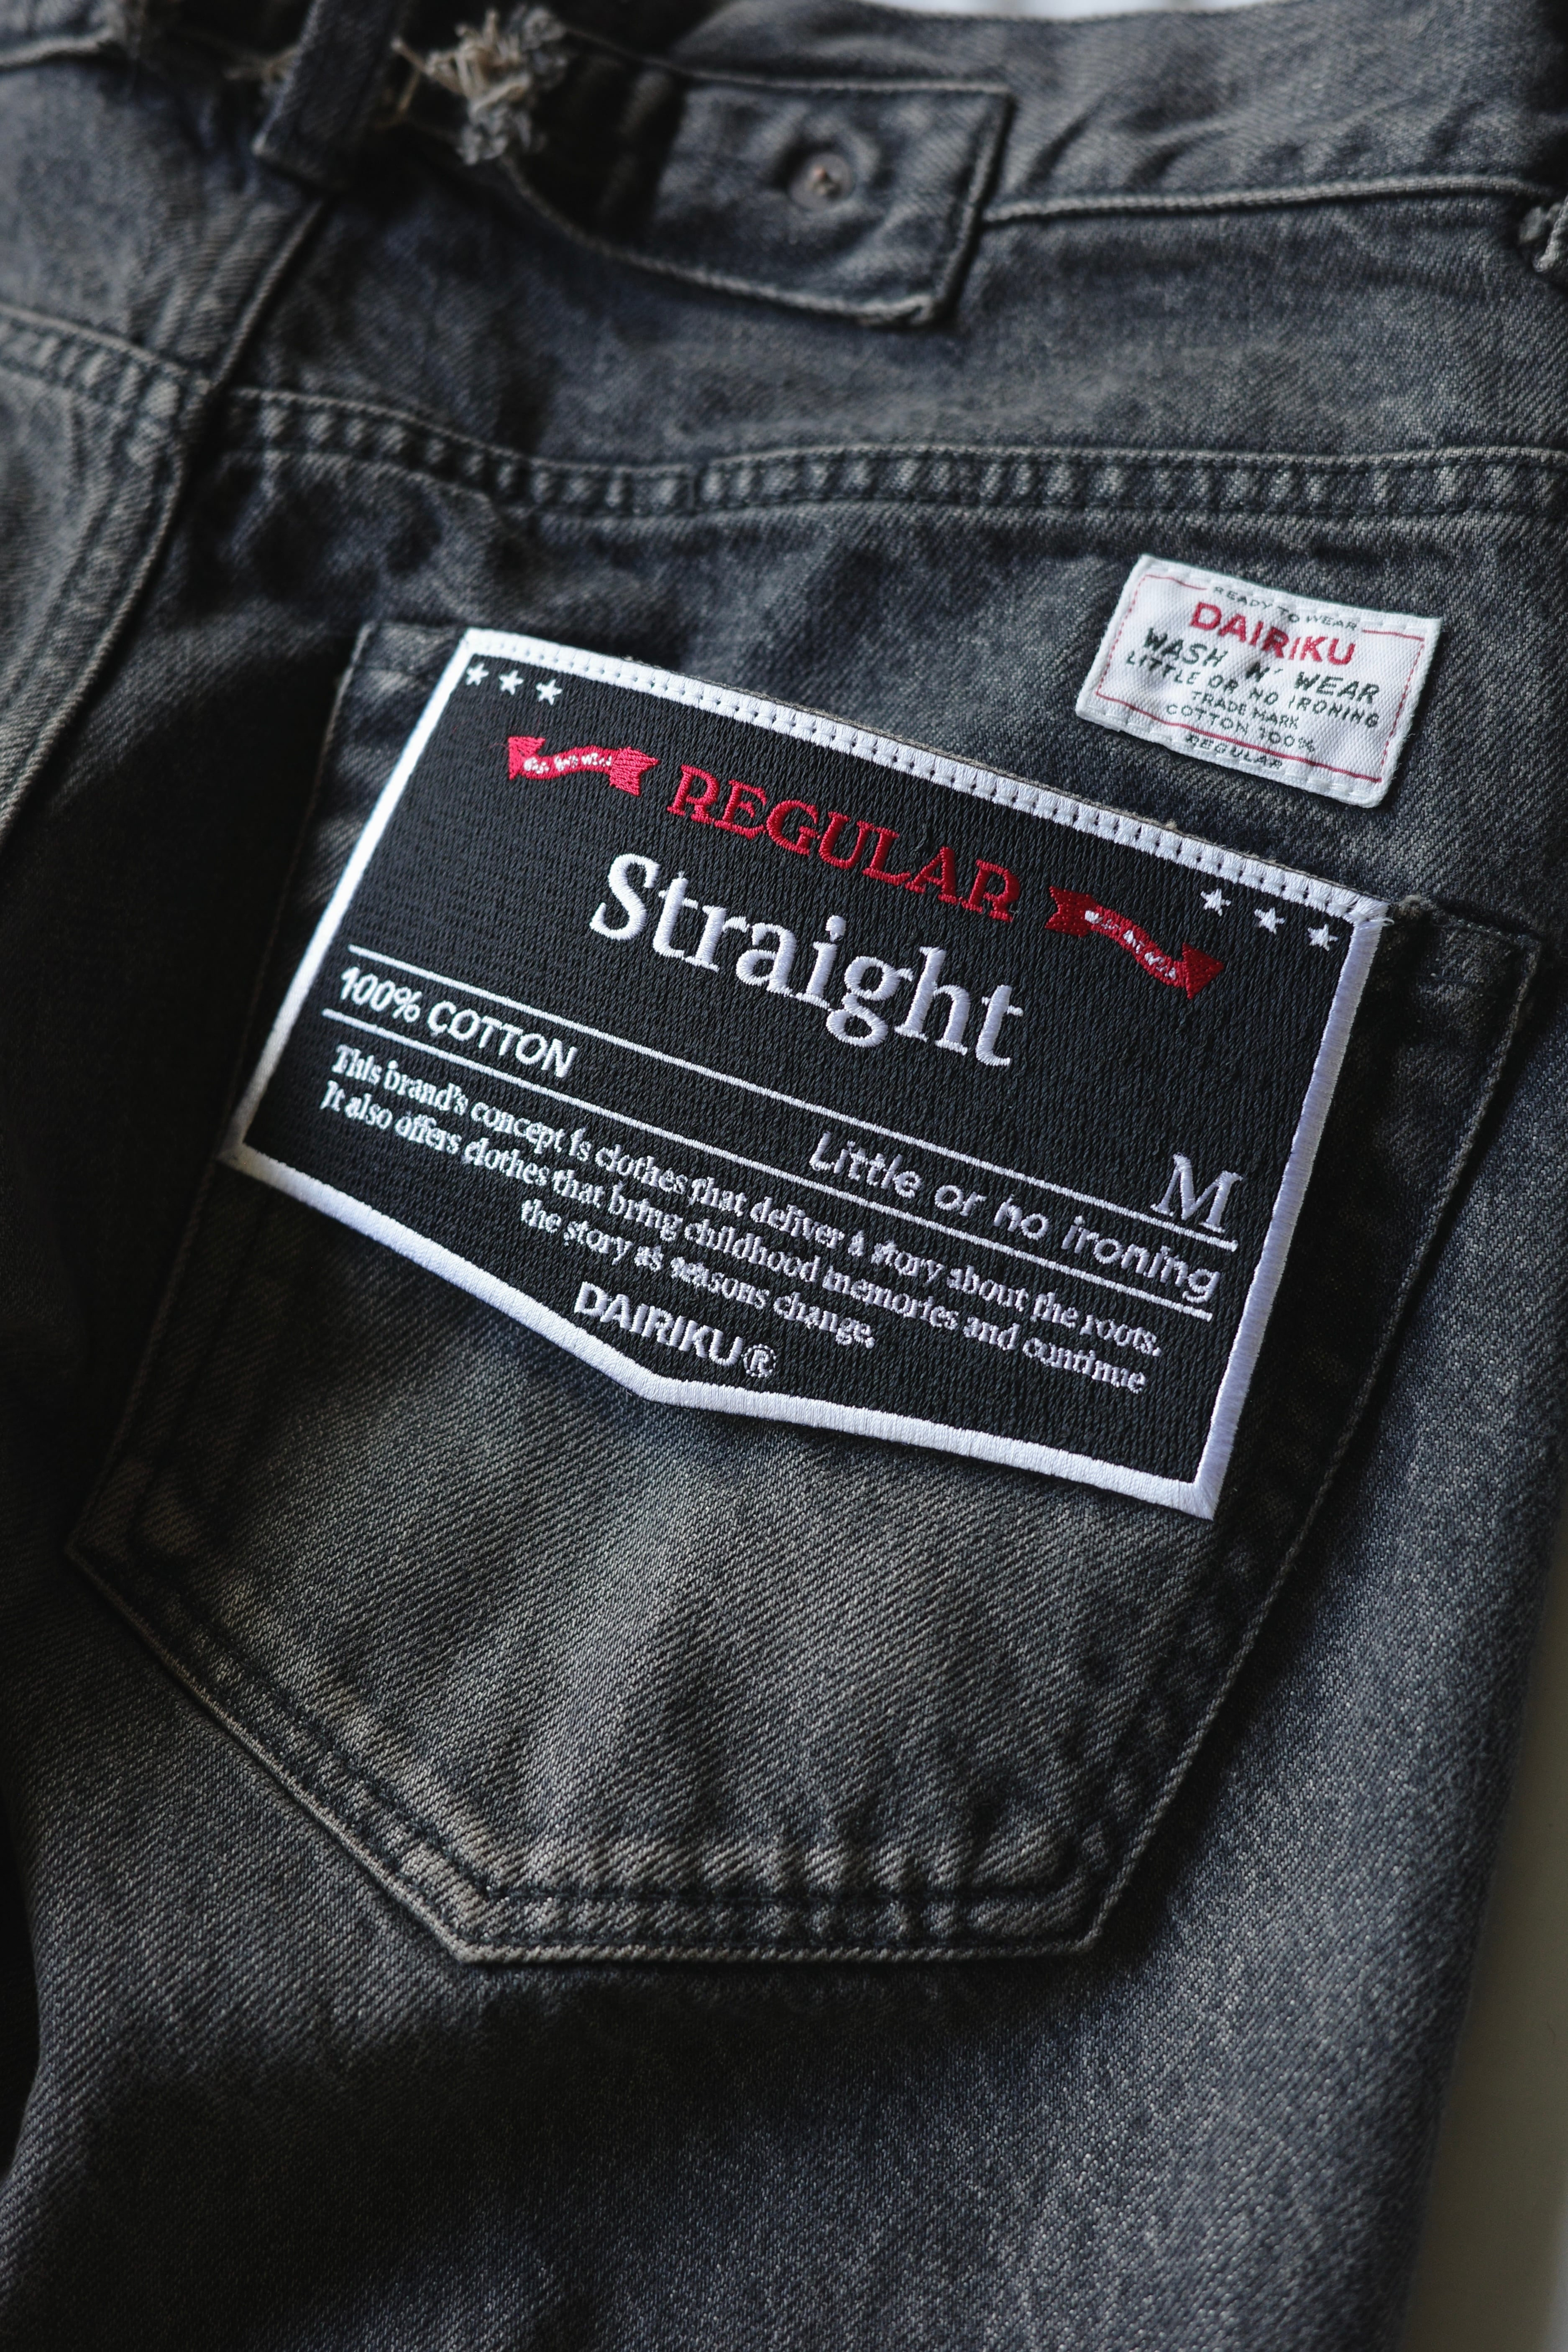 READY TO WEAR
DAIRIKU
WASH N' WEAR
LITTLE OR NO IRONING
TRADE MARK
COTTON 100%
REGULAR
REGULAR
Straight
100% COTTON
M
Little or no ironing
This brand's concept is clothes that deliver a story about the roots.
It also offers clothes that bring childhood memories and continue
the story as seasons change.
DAIRIKU®